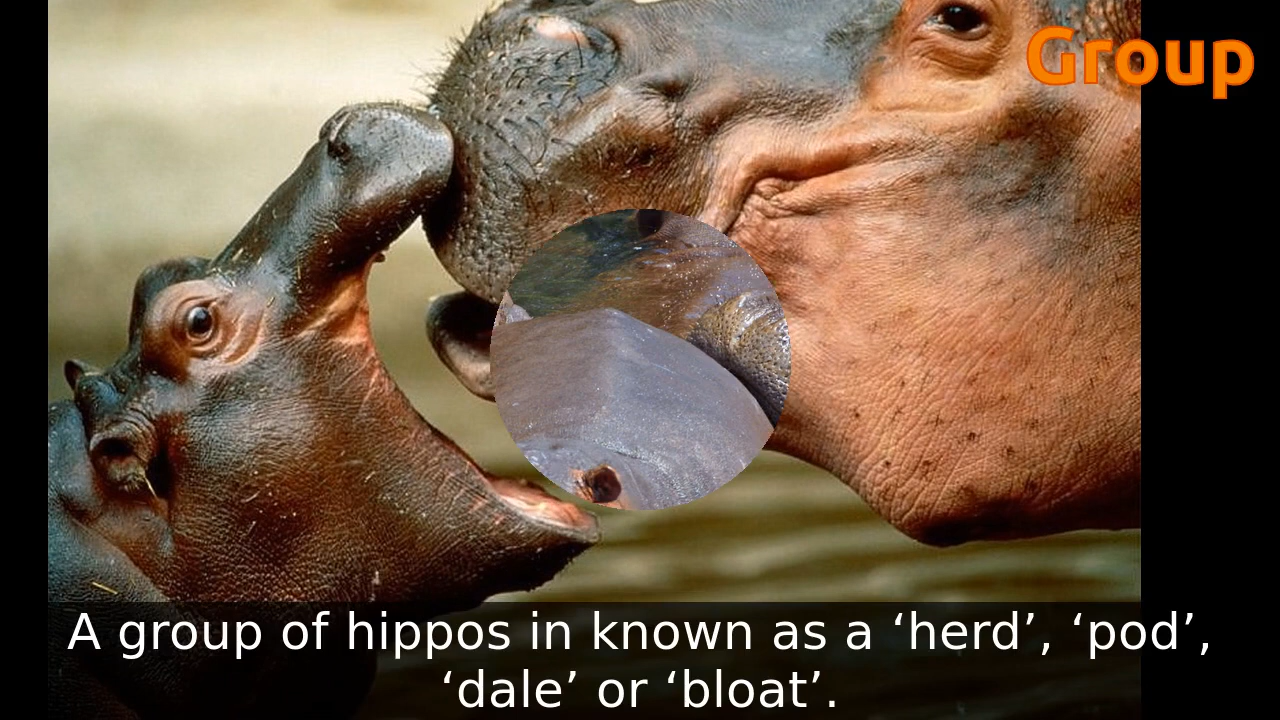 Group
A group of hippos in known as a ‘herd’, ‘pod’,
‘dale’ or ‘bloat’.